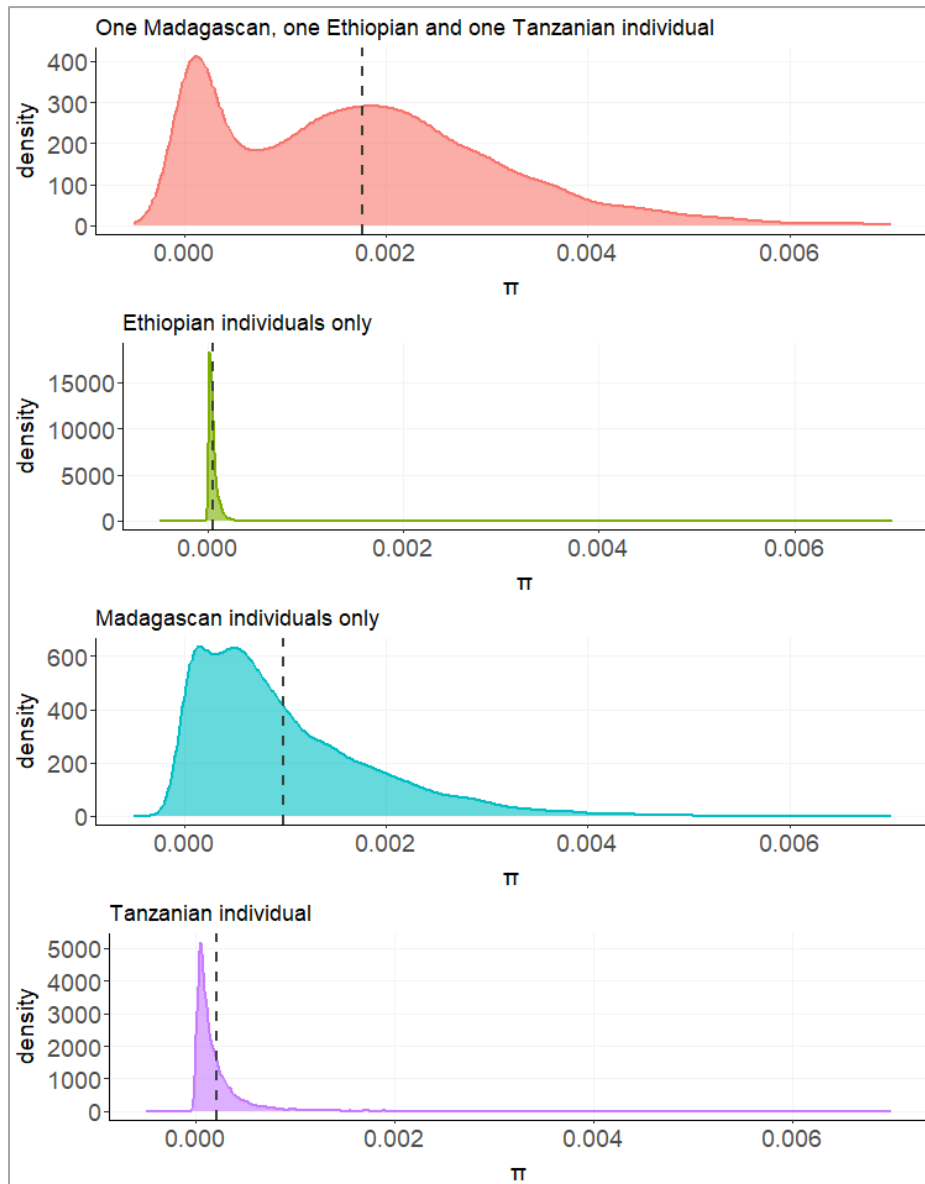 One Madagascan, one Ethiopian and one Tanzanian individual
density
400
300
200
100
0
0.000 0.002 0.004 0.006
π
Ethiopian individuals only
density
15000
10000
5000
0
0.000 0.002 0.004 0.006
π
Madagascan individuals only
density
600
400
200
0
0.000 0.002 0.004 0.006
π
Tanzanian individual
density
5000
4000
3000
2000
1000
0
0.000 0.002 0.004 0.006
π